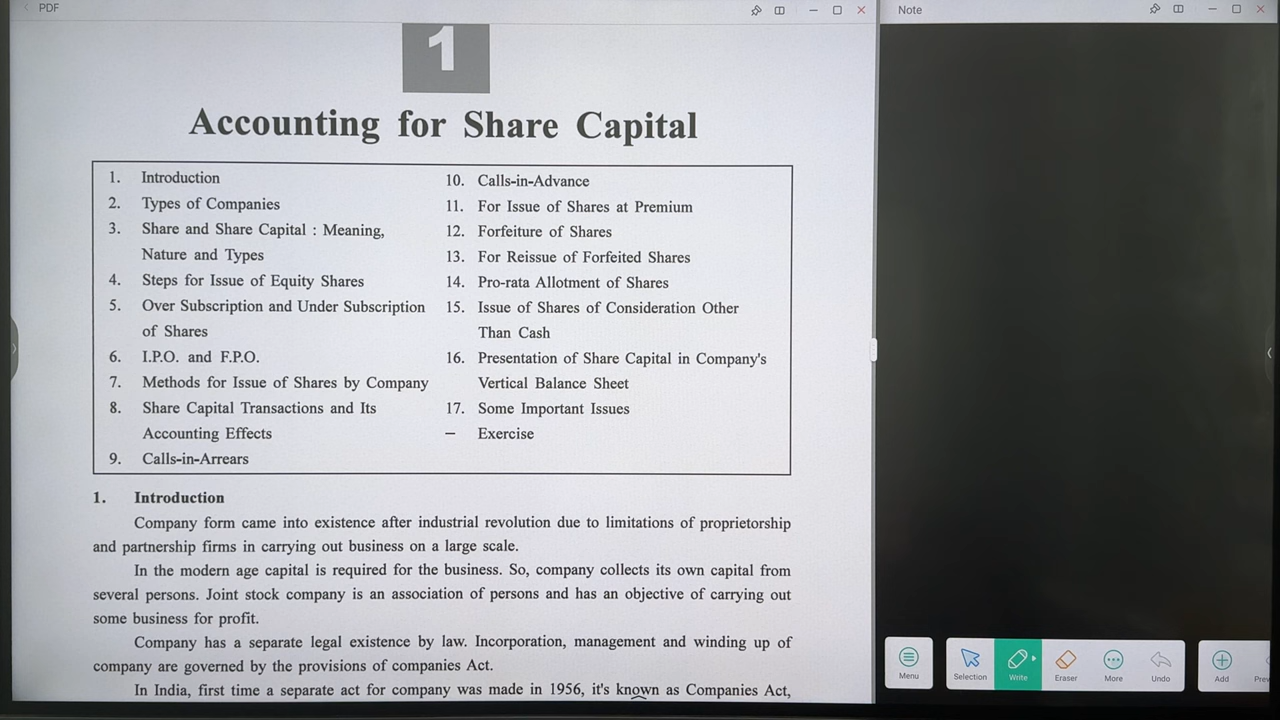 PDF
Note
1
Accounting for Share Capital
1. Introduction
2. Types of Companies
3. Share and Share Capital : Meaning,
Nature and Types
4. Steps for Issue of Equity Shares
5. Over Subscription and Under Subscription
of Shares
6. I.P.O. and F.P.O.
7. Methods for Issue of Shares by Company
8. Share Capital Transactions and Its
Accounting Effects
9. Calls-in-Arrears
10. Calls-in-Advance
11. For Issue of Shares at Premium
12. Forfeiture of Shares
13. For Reissue of Forfeited Shares
14. Pro-rata Allotment of Shares
15. Issue of Shares of Consideration Other
Than Cash
16. Presentation of Share Capital in Company's
Vertical Balance Sheet
17. Some Important Issues
– Exercise
1. Introduction
Company form came into existence after industrial revolution due to limitations of proprietorship
and partnership firms in carrying out business on a large scale.
In the modern age capital is required for the business. So, company collects its own capital from
several persons. Joint stock company is an association of persons and has an objective of carrying out
some business for profit.
Company has a separate legal existence by law. Incorporation, management and winding up of
company are governed by the provisions of companies Act.
In India, first time a separate act for company was made in 1956, it's known as Companies Act,
Menu
Selection
Write
Eraser
More
Undo
Add